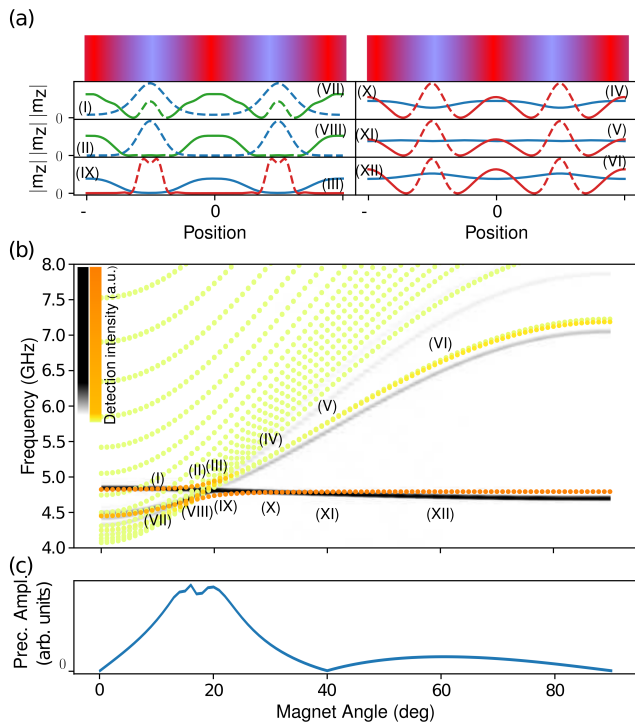 (a)
|mz| |mz| |mz|
(I)
(VII)
0
(II)
(VIII)
(IX)
(III)
0
(X)
(IV)
(XI)
(V)
(XII)
(VI)
- 0
Position
- 0
Position
(b)
Frequency (GHz)
8.0
7.5
7.0
6.5
6.0
5.5
5.0
4.5
4.0
Detection intensity (a.u.)
(VI)
(V)
(IV)
(I)
(II)
(III)
(VII)
(VIII)
(IX)
(X)
(XI)
(XII)
(c)
Prec. Ampl.
(arb. units)
0
0 20 40 60 80
Magnet Angle (deg)